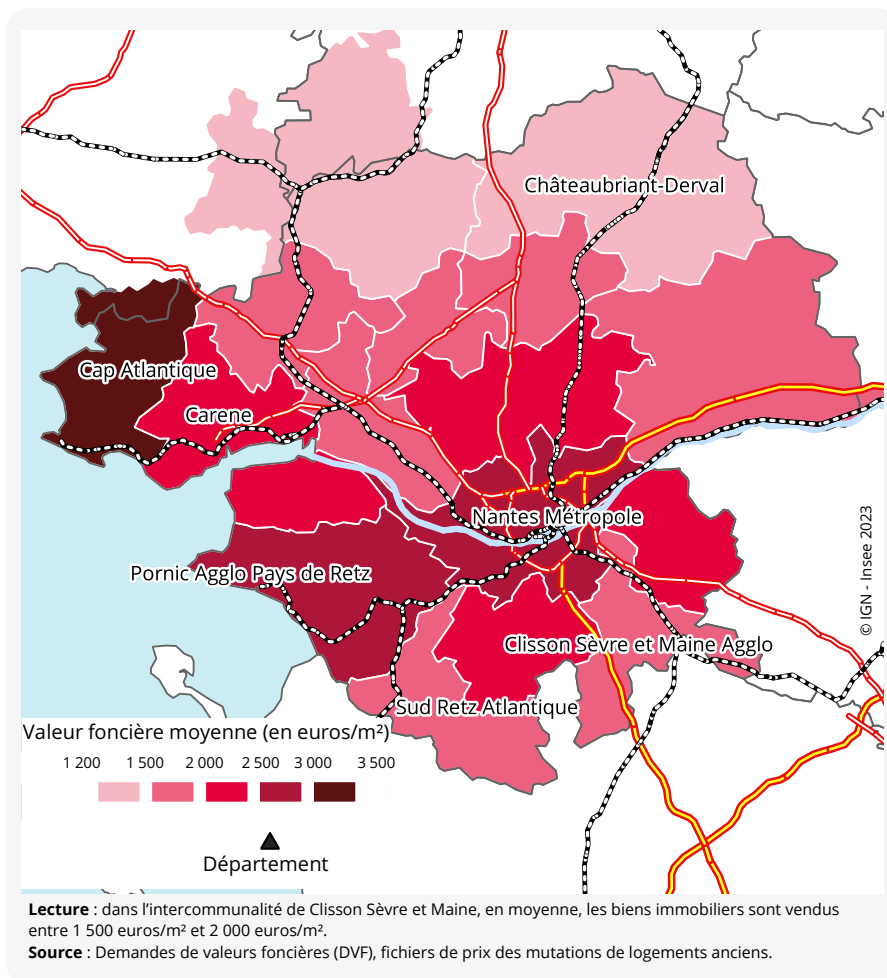 Châteaubriant-Derval
Cap Atlantique
Carene
Nantes Métropole
Pornic Agglo Pays de Retz
Clisson Sèvre et Maine Agglo
Sud Retz Atlantique
© IGN - Insee 2023
Valeur foncière moyenne (en euros/m²)
1 200 1 500 2 000 2 500 3 000 3 500
Département
Lecture : dans l’intercommunalité de Clisson Sèvre et Maine, en moyenne, les biens immobiliers sont vendus
entre 1 500 euros/m² et 2 000 euros/m².
Source : Demandes de valeurs foncières (DVF), fichiers de prix des mutations de logements anciens.